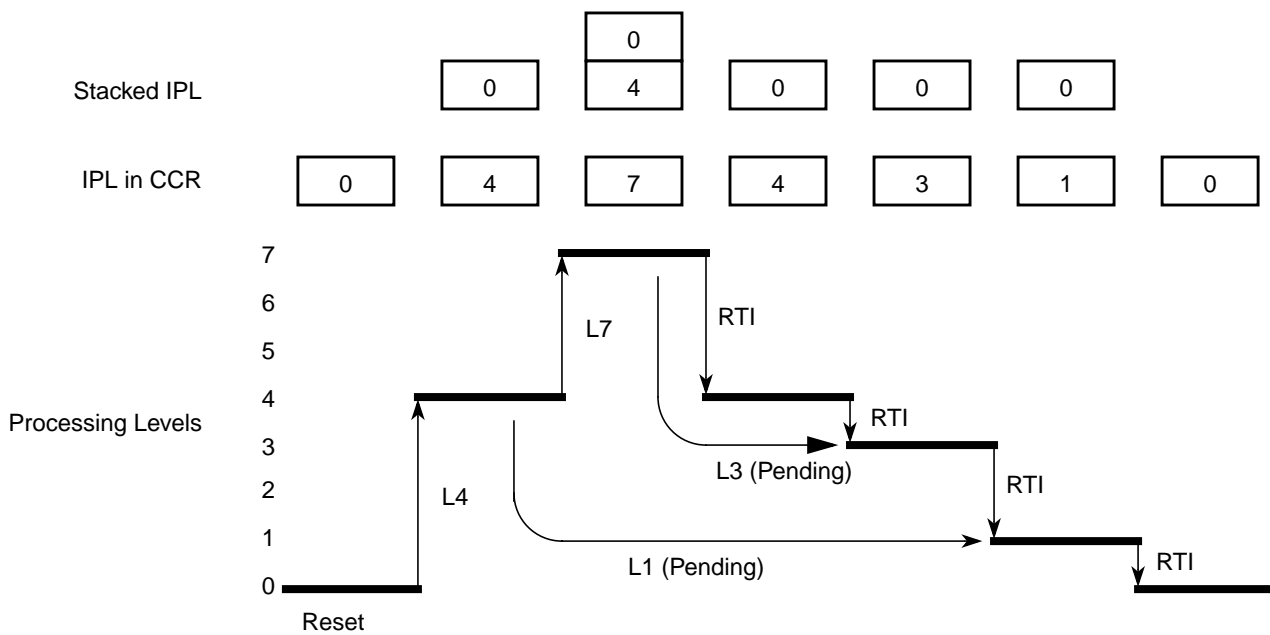 0
Stacked IPL 0 4 0 0 0
IPL in CCR 0 4 7 4 3 1 0
7
6
L7 RTI
5
4
Processing Levels RTI
3
L3 (Pending)
2 L4 RTI
1
L1 (Pending) RTI
0
Reset